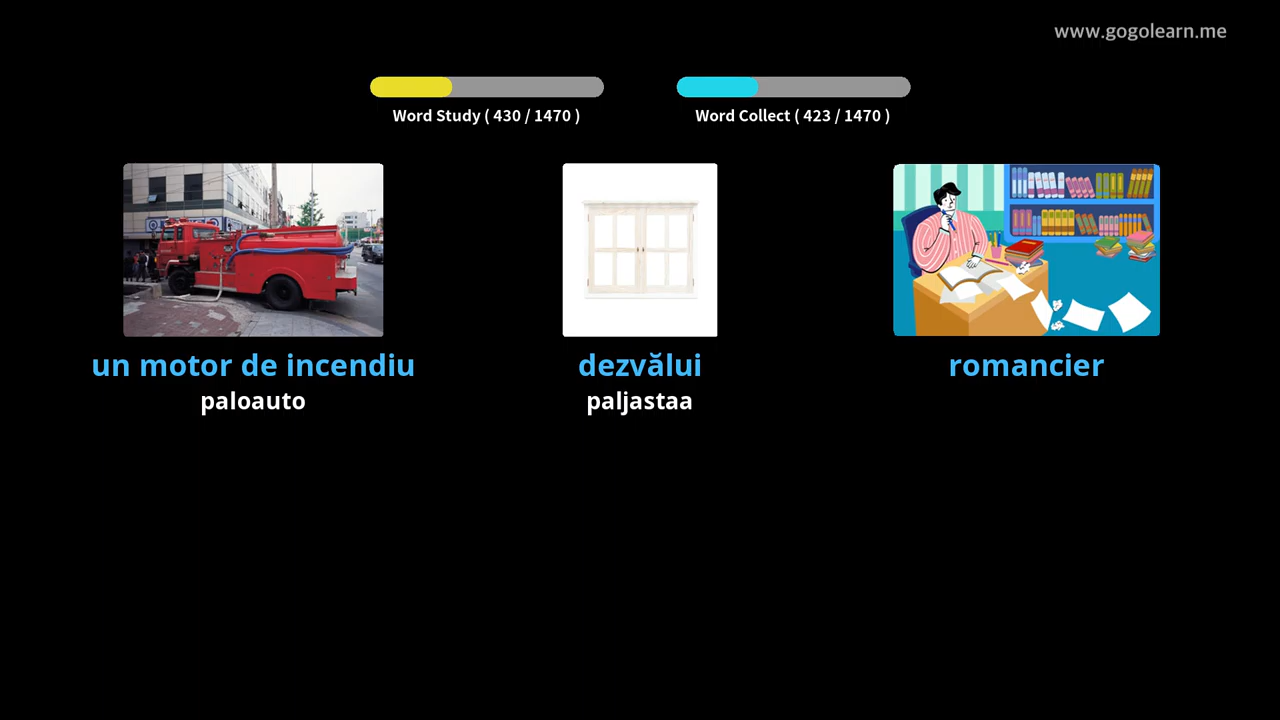 www.gogolearn.me
Word Study ( 430 / 1470 )
Word Collect ( 423 / 1470 )
un motor de incendiu
paloauto
dezvălui
paljastaa
romancier